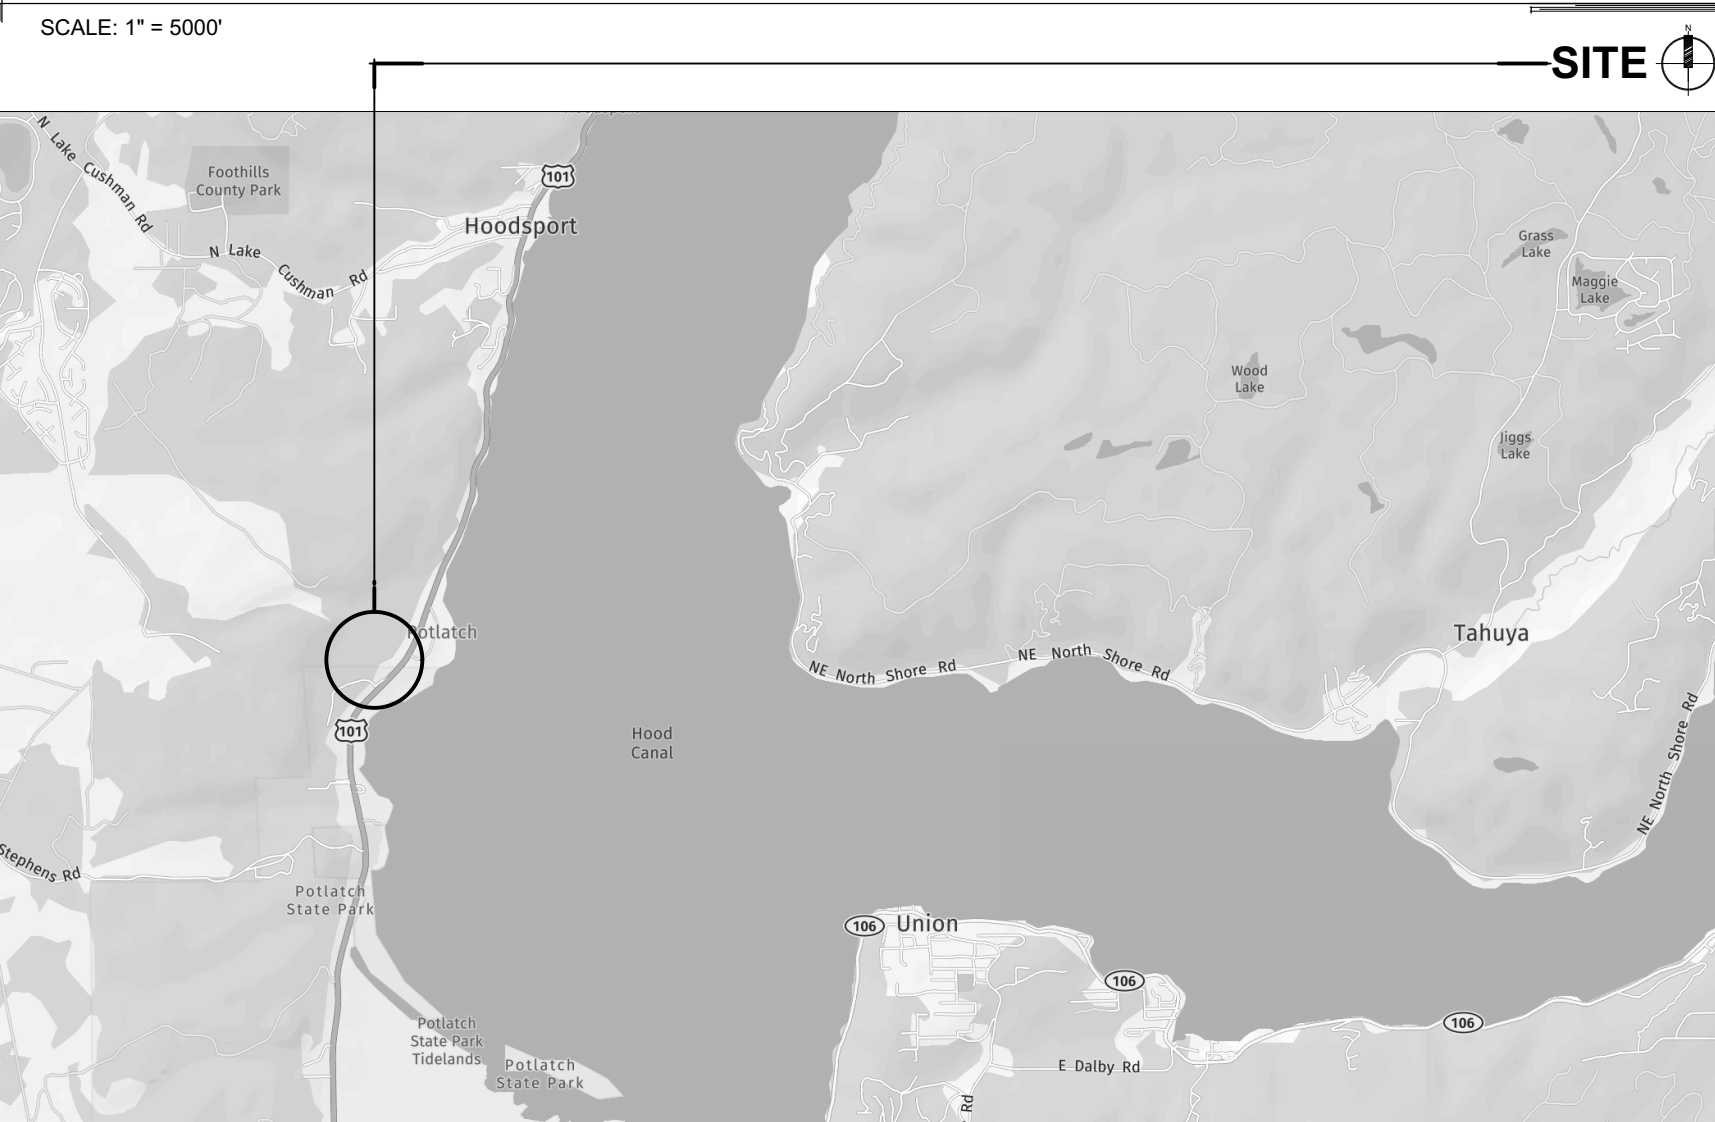 SCALE: 1" = 5000'
SITE
N
N Lake Cushman Rd
Foothills
County Park
101
Hoodsport
N Lake Cushman Rd
Grass
Lake
Maggie
Lake
Wood
Lake
Jiggs
Lake
Potlatch
Tahuya
NE North Shore Rd
NE North Shore Rd
101
Hood
Canal
NE North Shore Rd
Stephens Rd
Potlatch
State Park
106
Union
106
106
Potlatch
State Park
Tidelands
Potlatch
State Park
E Dalby Rd
Rd